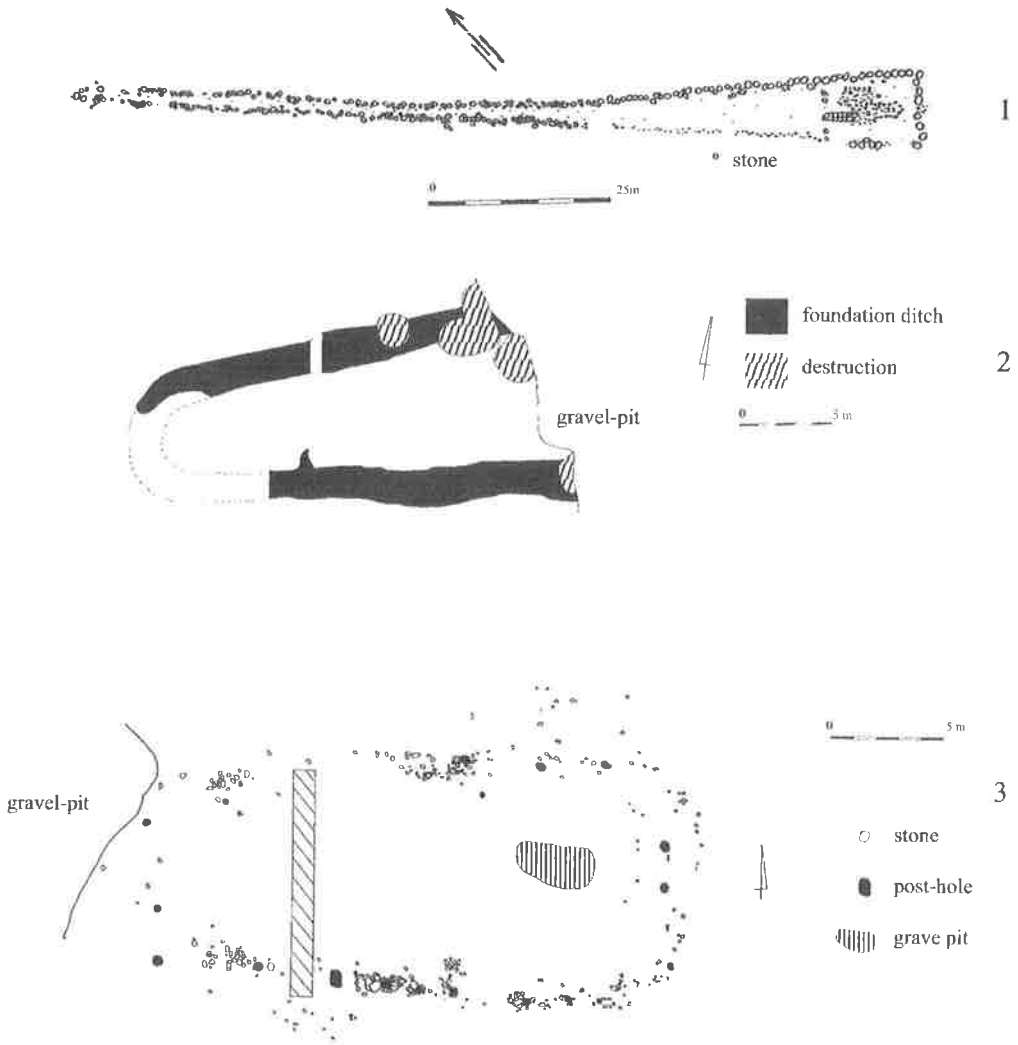 1
stone
0 25m
foundation ditch
2
destruction
gravel-pit
0 5 m
0 5 m
3
gravel-pit
stone
post-hole
grave pit